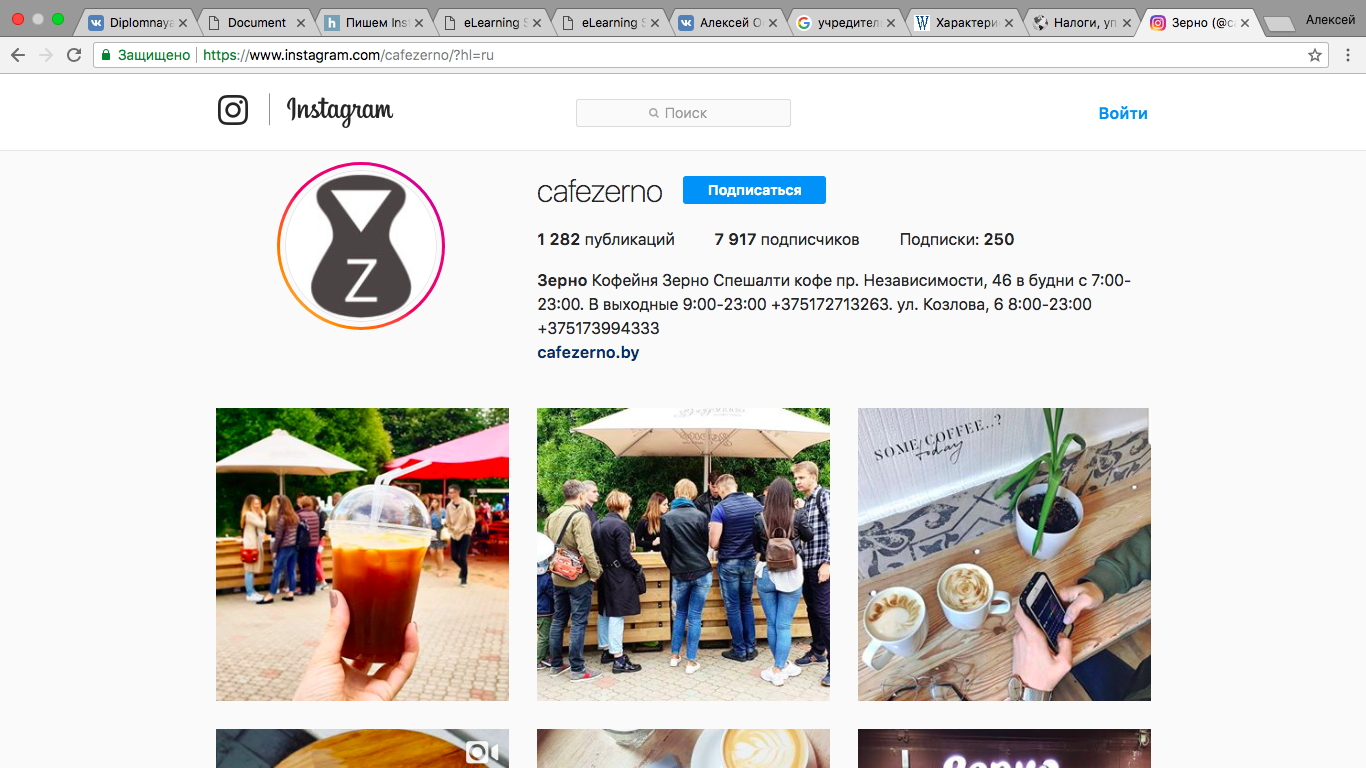 Diplomnaya
Document
Пишем Inst
eLearning S
eLearning S
Алексей О
учредител
Характери
Налоги, уп
Зерно (@ca
Алексей
Защищено
https://www.instagram.com/cafezerno/?hl=ru
Instagram
Поиск
Войти
Z
cafezerno
Подписаться
1 282 публикаций
7 917 подписчиков
Подписки: 250
Зерно Кофейня Зерно Спешалти кофе пр. Независимости, 46 в будни с 7:00-
23:00. В выходные 9:00-23:00 +375172713263. ул. Козлова, 6 8:00-23:00
+375173994333
cafezerno.by
SOME COFFEE..?
today
Зерно